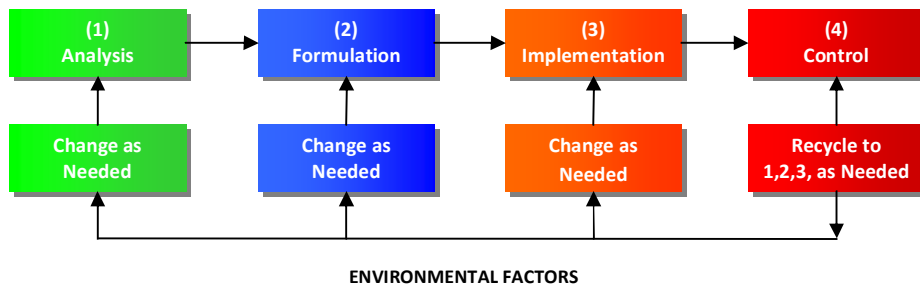 (1)
Analysis
(2)
Formulation
(3)
Implementation
(4)
Control
Change as
Needed
Change as
Needed
Change as
Needed
Recycle to
1,2,3, as Needed
ENVIRONMENTAL FACTORS